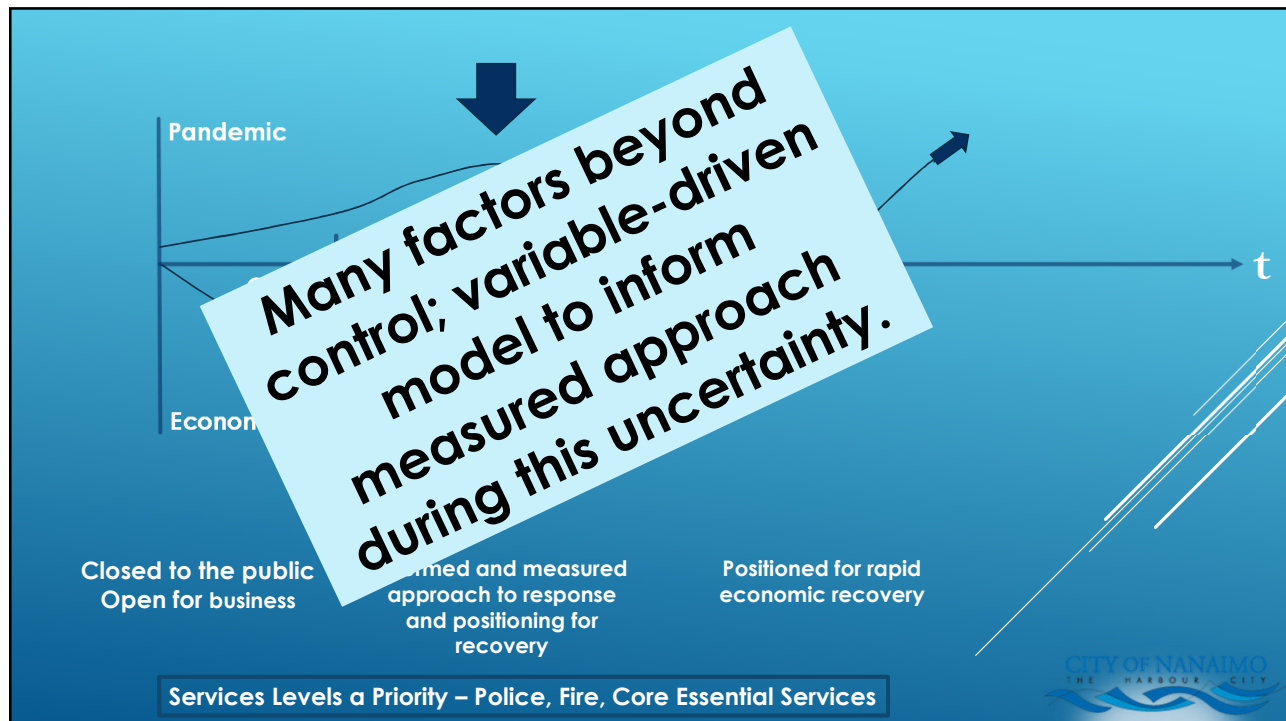 Pandemic
Many factors beyond
control; variable-driven
model to inform
measured approach
during this uncertainty.
t
Closed to the public
Open for business
and measured
approach to response
and positioning for
recovery
Positioned for rapid
economic recovery
Services Levels a Priority – Police, Fire, Core Essential Services
CITY OF NANAIMO
THE HARBOUR CITY